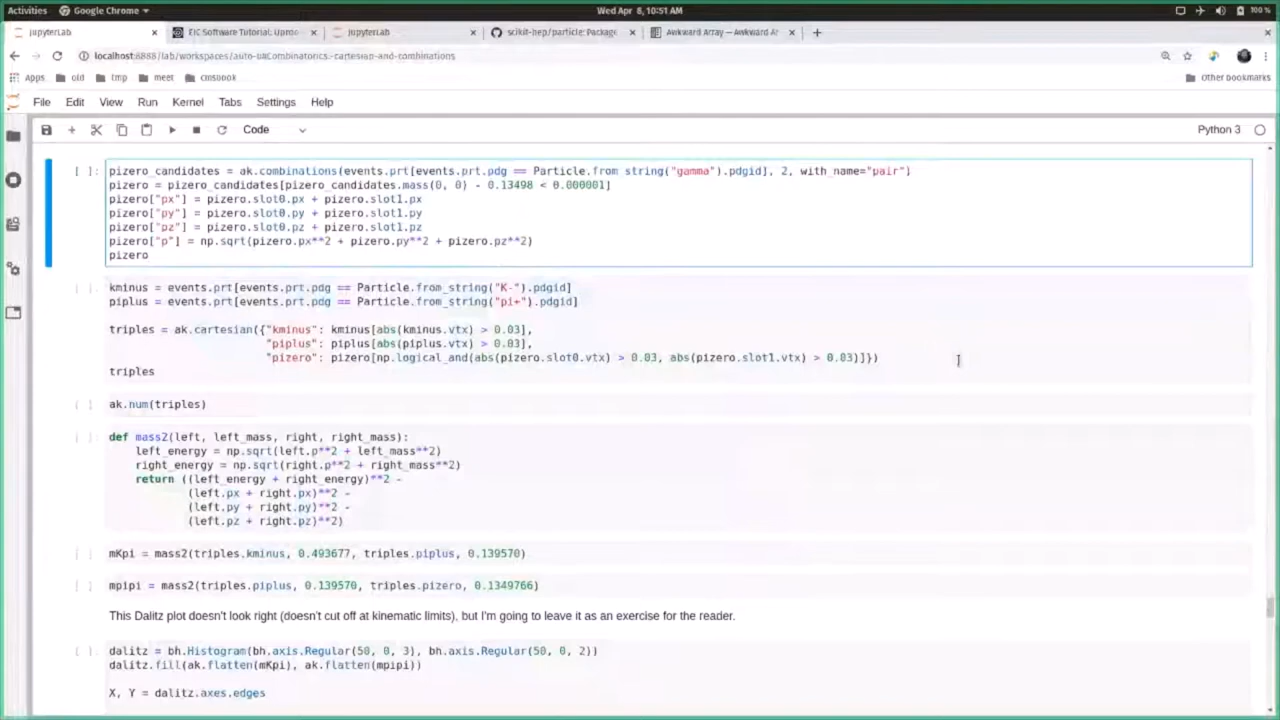 Activities Google Chrome Wed Apr 8, 10:51 AM 100 %
JupyterLab EIC Software Tutorial: Uproo JupyterLab scikit-hep/particle: Package Awkward Array — Awkward Ar
localhost:8888/lab/workspaces/auto-U#Combinatorics:-cartesian-and-combinations
Apps old tmp meet cmsbook Other bookmarks
File Edit View Run Kernel Tabs Settings Help
Code Python 3
[ ]: pizero_candidates = ak.combinations(events.prt[events.prt.pdg == Particle.from_string("gamma").pdgid], 2, with_name="pair")
pizero = pizero_candidates[pizero_candidates.mass(0, 0) - 0.13498 < 0.000001]
pizero["px"] = pizero.slot0.px + pizero.slot1.px
pizero["py"] = pizero.slot0.py + pizero.slot1.py
pizero["pz"] = pizero.slot0.pz + pizero.slot1.pz
pizero["p"] = np.sqrt(pizero.px**2 + pizero.py**2 + pizero.pz**2)
pizero
[ ]: kminus = events.prt[events.prt.pdg == Particle.from_string("K-").pdgid]
piplus = events.prt[events.prt.pdg == Particle.from_string("pi+").pdgid]
triples = ak.cartesian({"kminus": kminus[abs(kminus.vtx) > 0.03],
"piplus": piplus[abs(piplus.vtx) > 0.03],
"pizero": pizero[np.logical_and(abs(pizero.slot0.vtx) > 0.03, abs(pizero.slot1.vtx) > 0.03)]})
triples
[ ]: ak.num(triples)
[ ]: def mass2(left, left_mass, right, right_mass):
left_energy = np.sqrt(left.p**2 + left_mass**2)
right_energy = np.sqrt(right.p**2 + right_mass**2)
return ((left_energy + right_energy)**2 -
(left.px + right.px)**2 -
(left.py + right.py)**2 -
(left.pz + right.pz)**2)
[ ]: mKpi = mass2(triples.kminus, 0.493677, triples.piplus, 0.139570)
[ ]: mpipi = mass2(triples.piplus, 0.139570, triples.pizero, 0.1349766)
This Dalitz plot doesn't look right (doesn't cut off at kinematic limits), but I'm going to leave it as an exercise for the reader.
[ ]: dalitz = bh.Histogram(bh.axis.Regular(50, 0, 3), bh.axis.Regular(50, 0, 2))
dalitz.fill(ak.flatten(mKpi), ak.flatten(mpipi))
X, Y = dalitz.axes.edges